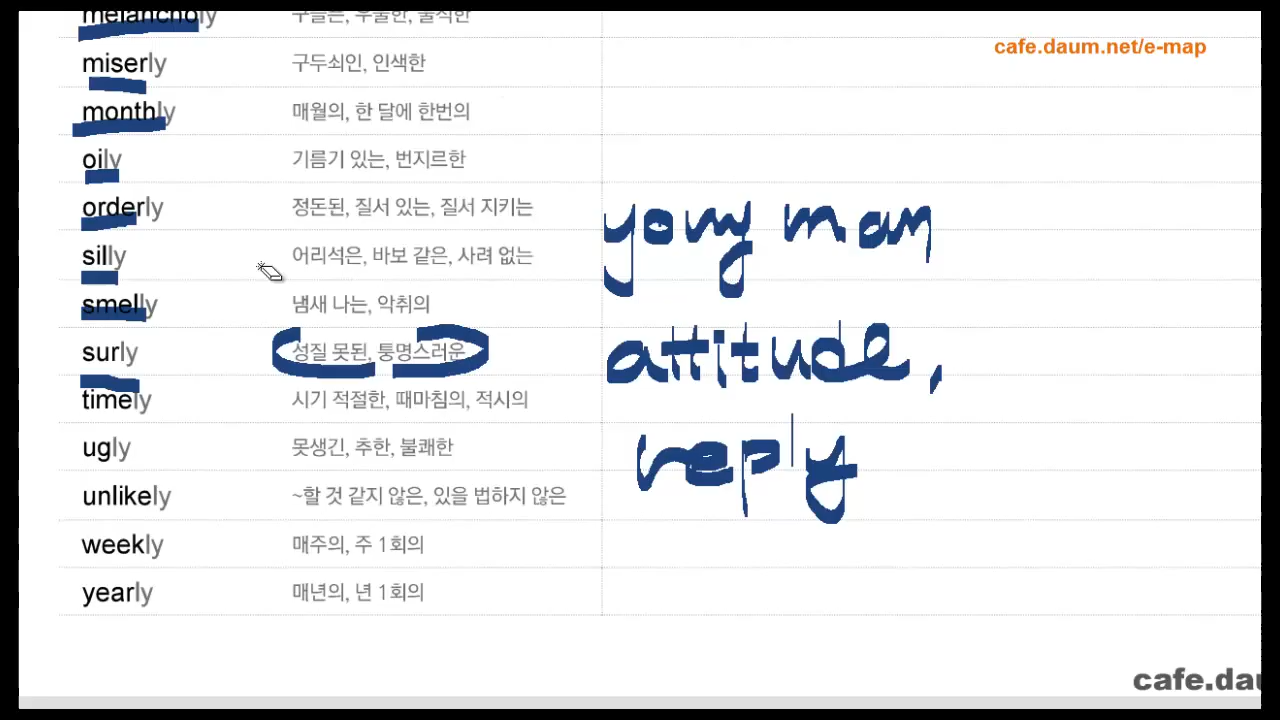 melancholy 구슬픈, 우울한, 울적한
cafe.daum.net/e-map
miserly 구두쇠인, 인색한
monthly 매월의, 한 달에 한번의
oily 기름기 있는, 번지르한
orderly 정돈된, 질서 있는, 질서 지키는
yony man
silly 어리석은, 바보 같은, 사려 없는
smelly 냄새 나는, 악취의
surly 성질 못된, 퉁명스러운
attitude,
timely 시기 적절한, 때마침의, 적시의
ugly 못생긴, 추한, 불쾌한
reply
unlikely ~할 것 같지 않은, 있을 법하지 않은
weekly 매주의, 주 1회의
yearly 매년의, 년 1회의
cafe.dau